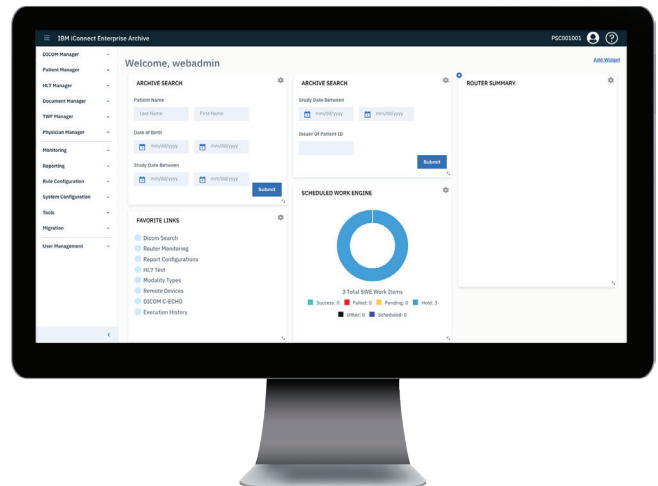 IBM iConnect Enterprise Archive
PSC001001
DICOM Manager
Patient Manager
HL7 Manager
Document Manager
TWF Manager
Physician Manager
Monitoring
Reporting
Rule Configuration
System Configuration
Tools
Migration
User Management
Welcome, webadmin
Add Widget
ARCHIVE SEARCH
Patient Name
Last Name First Name
Date of Birth
mm/dd/yyyy mm/dd/yyyy
Study Date Between
mm/dd/yyyy mm/dd/yyyy
Submit
FAVORITE LINKS
Dicom Search
Router Monitoring
Report Configurations
HL7 Test
Modality Types
Remote Devices
DICOM C-ECHO
Execution History
ARCHIVE SEARCH
Study Date Between
mm/dd/yyyy mm/dd/yyyy
Issuer Of Patient ID
Submit
SCHEDULED WORK ENGINE
3 Total SWE Work Items
Success: 0 Failed: 0 Pending: 0 Hold: 3
Other: 0 Scheduled: 0
ROUTER SUMMARY